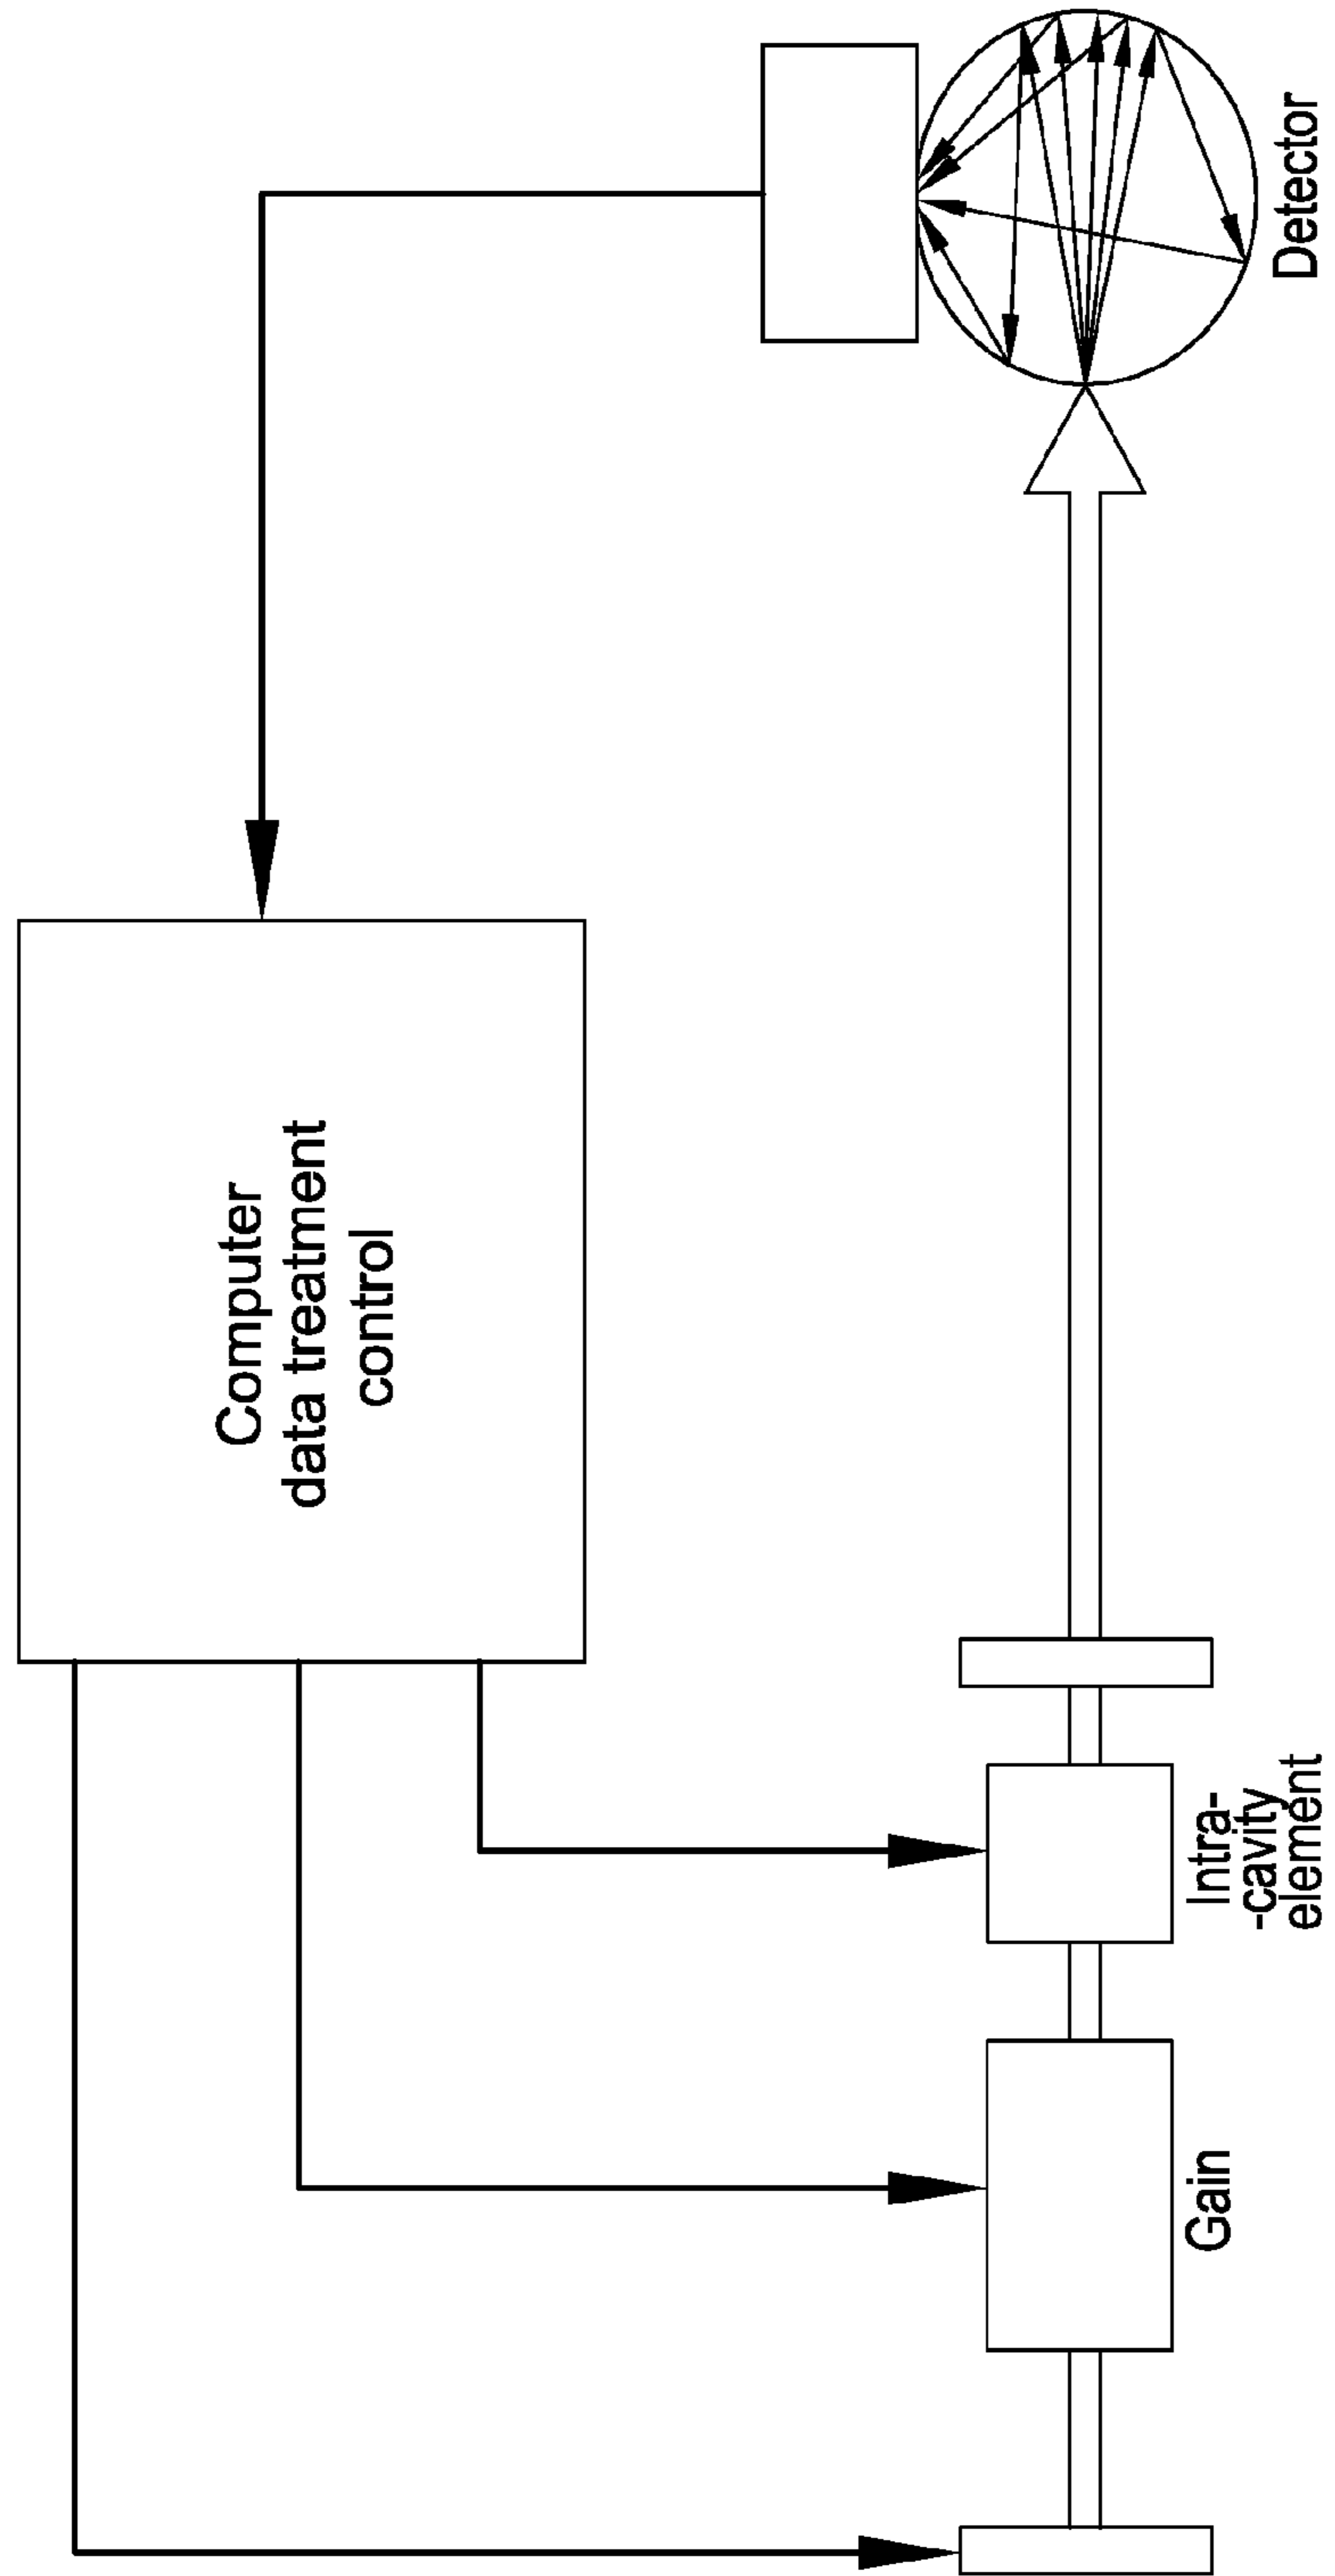 Computer
data treatment
control
Gain
Intra-
-cavity
element
Detector